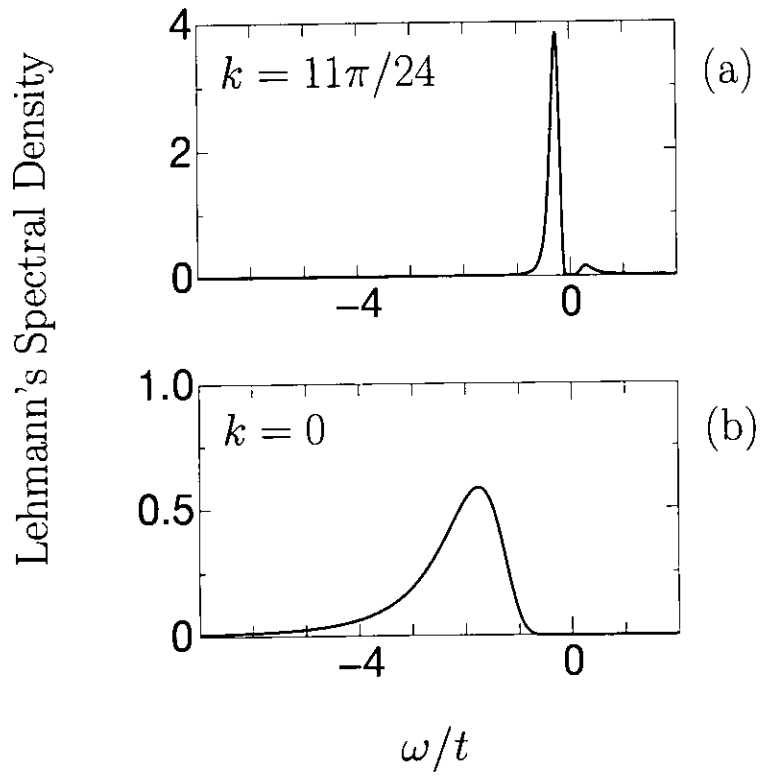 Lehmann's Spectral Density
4
k = 11π/24
(a)
2
0
−4
0
1.0
k = 0
(b)
0.5
0
−4
0
ω/t